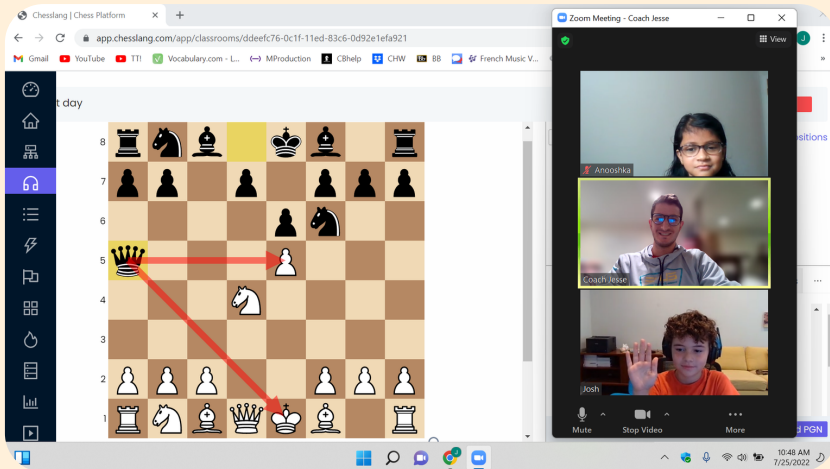 Chesslang | Chess Platform
app.chesslang.com/app/classrooms/ddeefc76-0c1f-11ed-83c6-0d92e1efa921
J
Gmail YouTube TT! Vocabulary.com - L... MProduction CBhelp CHW BB French Music V...
t day
8
7
6
5
4
3
2
1
Zoom Meeting - Coach Jesse
View
Anooshka
Coach Jesse
Josh
Mute Stop Video More
ositions
d PGN
10:48 AM
7/25/2022